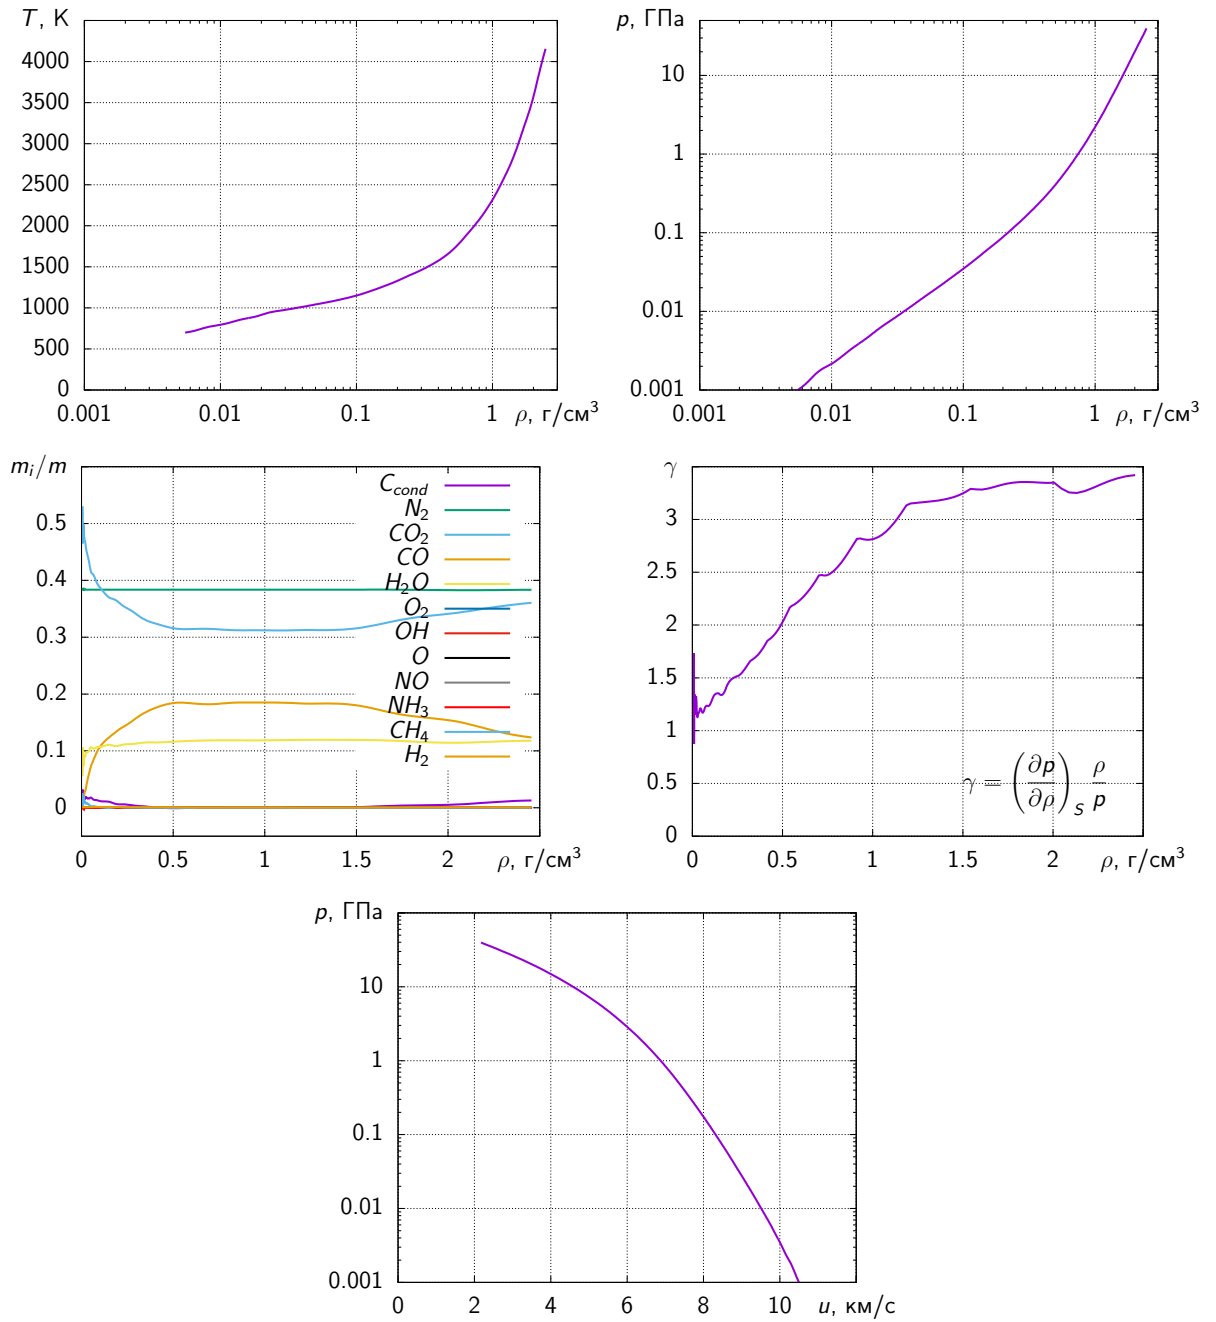 T, K
4000
3500
3000
2500
2000
1500
1000
500
0
0.001 0.01 0.1 1 ρ, г/см³
p, ГПа
10
1
0.1
0.01
0.001
0.001 0.01 0.1 1 ρ, г/см³
mᵢ/m
0.5
0.4
0.3
0.2
0.1
0
0 0.5 1 1.5 2 ρ, г/см³
C_cond
N₂
CO₂
CO
H₂O
O₂
OH
O
NO
NH₃
CH₄
H₂
γ
3
2.5
2
1.5
1
0.5
0
0 0.5 1 1.5 2 ρ, г/см³
γ = (∂p/∂ρ)_S ρ/p
p, ГПа
10
1
0.1
0.01
0.001
0 2 4 6 8 10 u, км/с